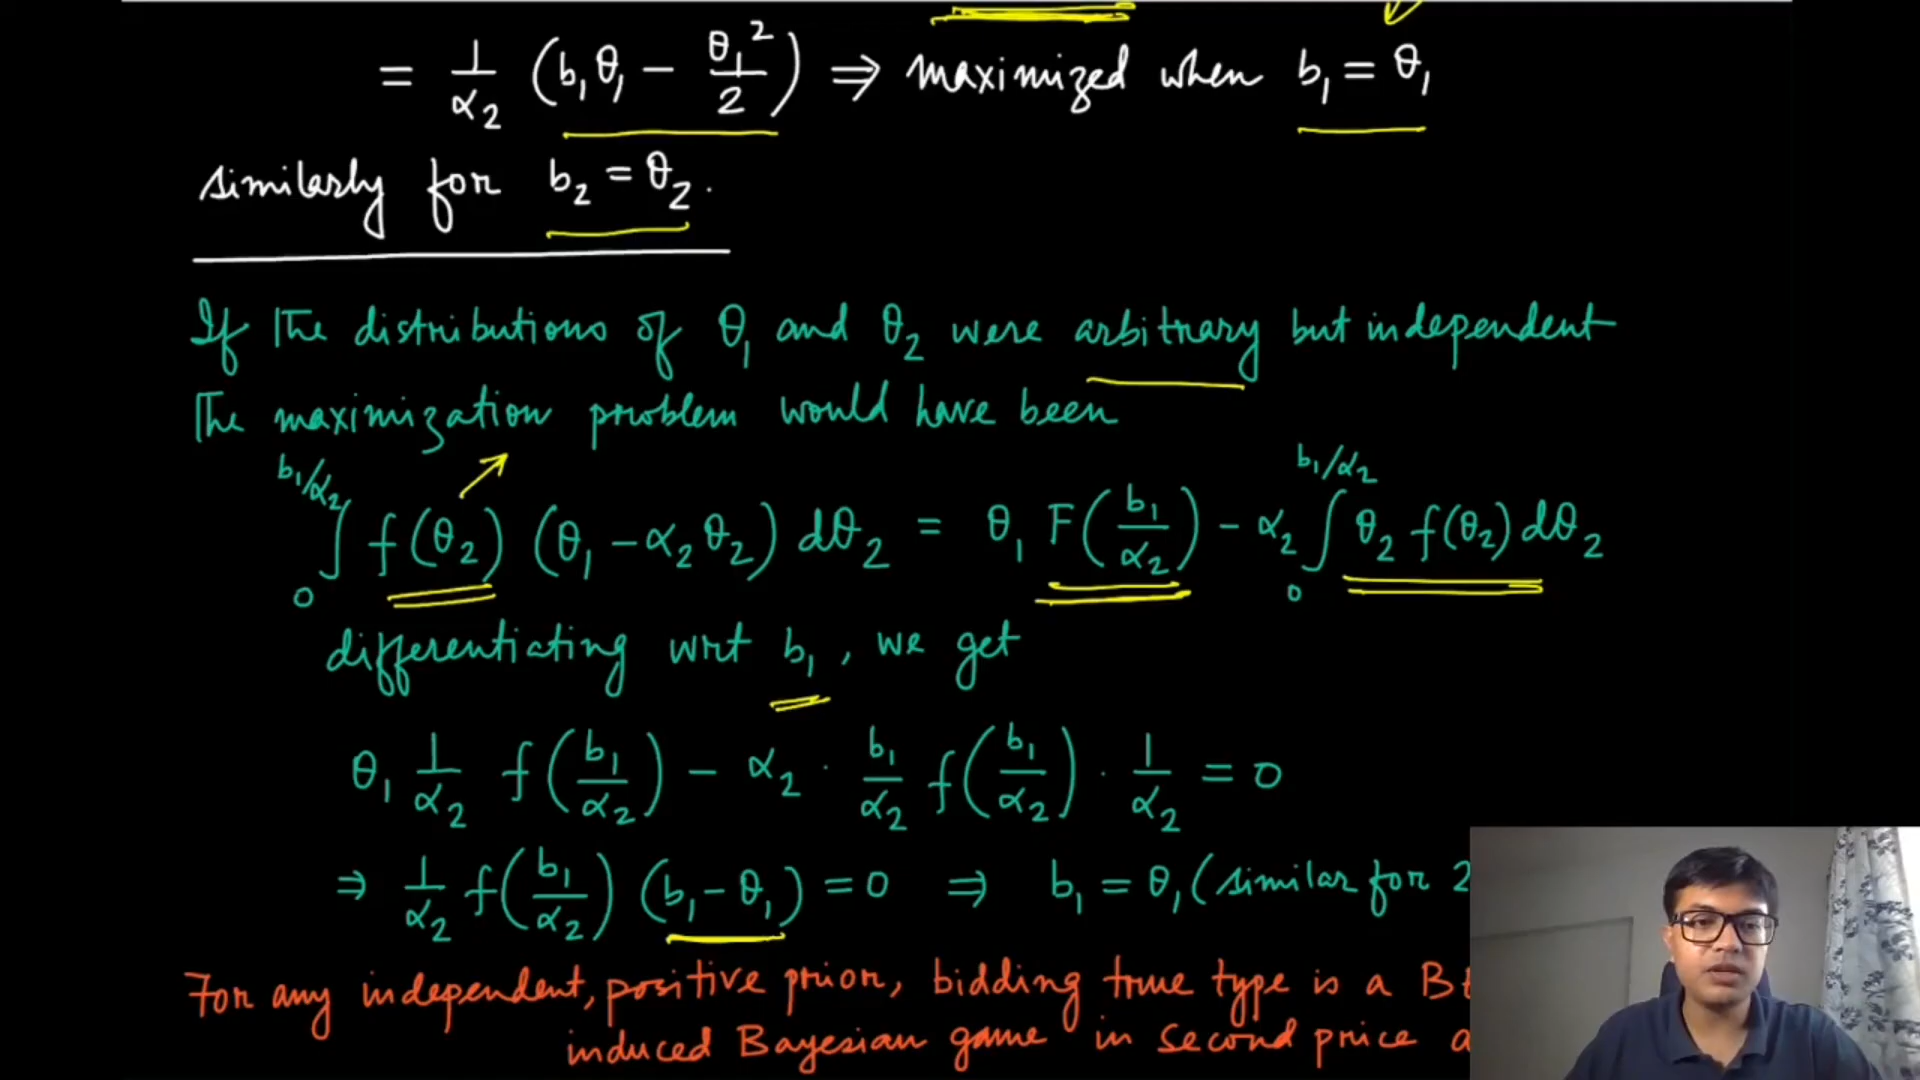 = 1/α₂ (b₁θ₁ − θ₁²/2) ⇒ maximized when b₁ = θ₁
similarly for b₂ = θ₂.
If the distributions of θ₁ and θ₂ were arbitrary but independent
The maximization problem would have been
∫₀^{b₁/α₂} f(θ₂) (θ₁ − α₂θ₂) dθ₂ = θ₁ F(b₁/α₂) − α₂ ∫₀^{b₁/α₂} θ₂ f(θ₂) dθ₂
differentiating wrt b₁, we get
θ₁ 1/α₂ f(b₁/α₂) − α₂ · b₁/α₂ f(b₁/α₂) · 1/α₂ = 0
⇒ 1/α₂ f(b₁/α₂) (b₁ − θ₁) = 0 ⇒ b₁ = θ₁ (similar for 2
For any independent, positive prior, bidding true type is a B
induced Bayesian game in second price a